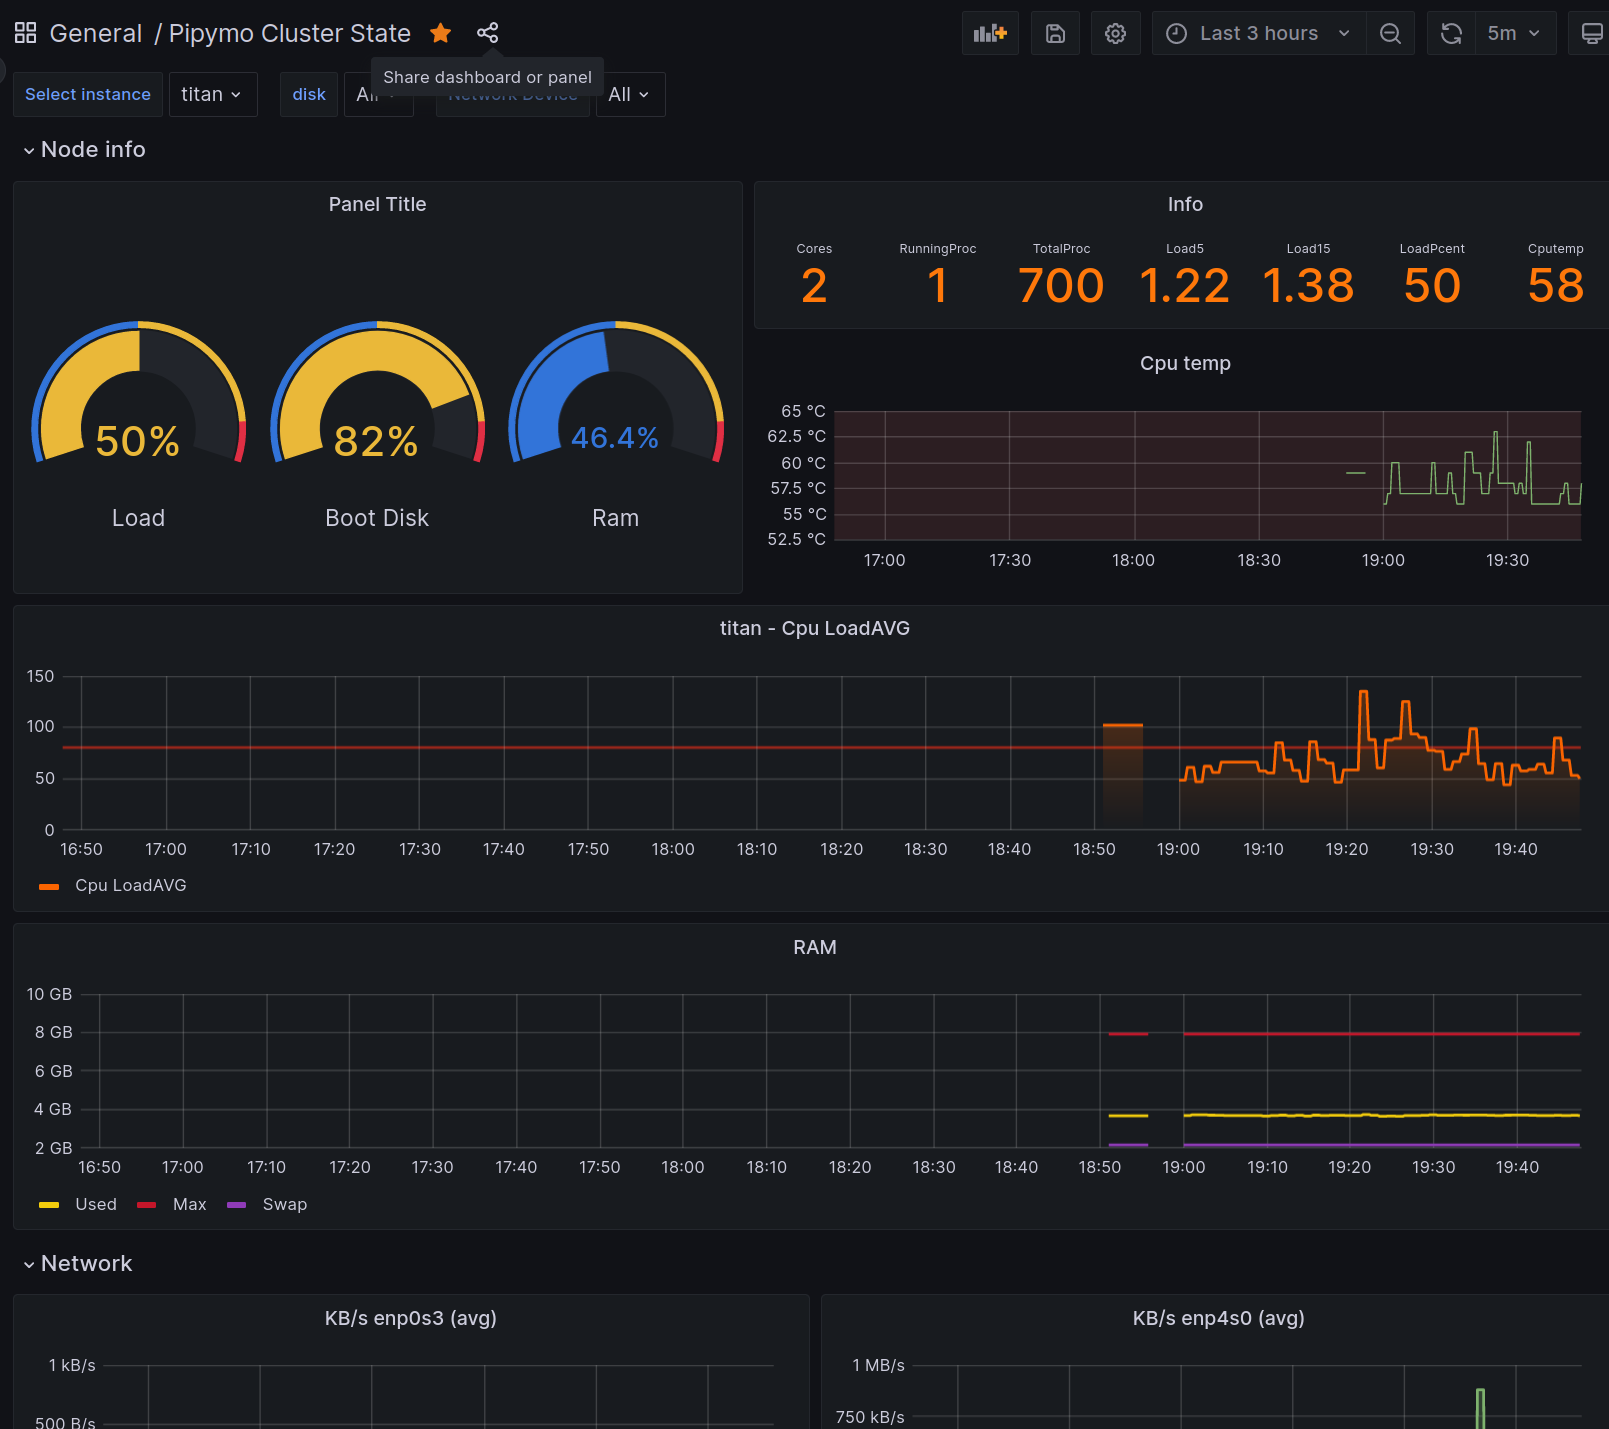 General / Pipymo Cluster State
Last 3 hours
5m
Share dashboard or panel
Select instance
titan
disk
Network Device
All
Node info
Panel Title
50%
82%
46.4%
Load
Boot Disk
Ram
Info
Cores
RunningProc
TotalProc
Load5
Load15
LoadPcent
Cputemp
2
1
700
1.22
1.38
50
58
Cpu temp
65 °C
62.5 °C
60 °C
57.5 °C
55 °C
52.5 °C
17:00
17:30
18:00
18:30
19:00
19:30
titan - Cpu LoadAVG
150
100
50
0
16:50
17:00
17:10
17:20
17:30
17:40
17:50
18:00
18:10
18:20
18:30
18:40
18:50
19:00
19:10
19:20
19:30
19:40
Cpu LoadAVG
RAM
10 GB
8 GB
6 GB
4 GB
2 GB
16:50
17:00
17:10
17:20
17:30
17:40
17:50
18:00
18:10
18:20
18:30
18:40
18:50
19:00
19:10
19:20
19:30
19:40
Used
Max
Swap
Network
KB/s enp0s3 (avg)
1 kB/s
500 B/s
KB/s enp4s0 (avg)
1 MB/s
750 kB/s